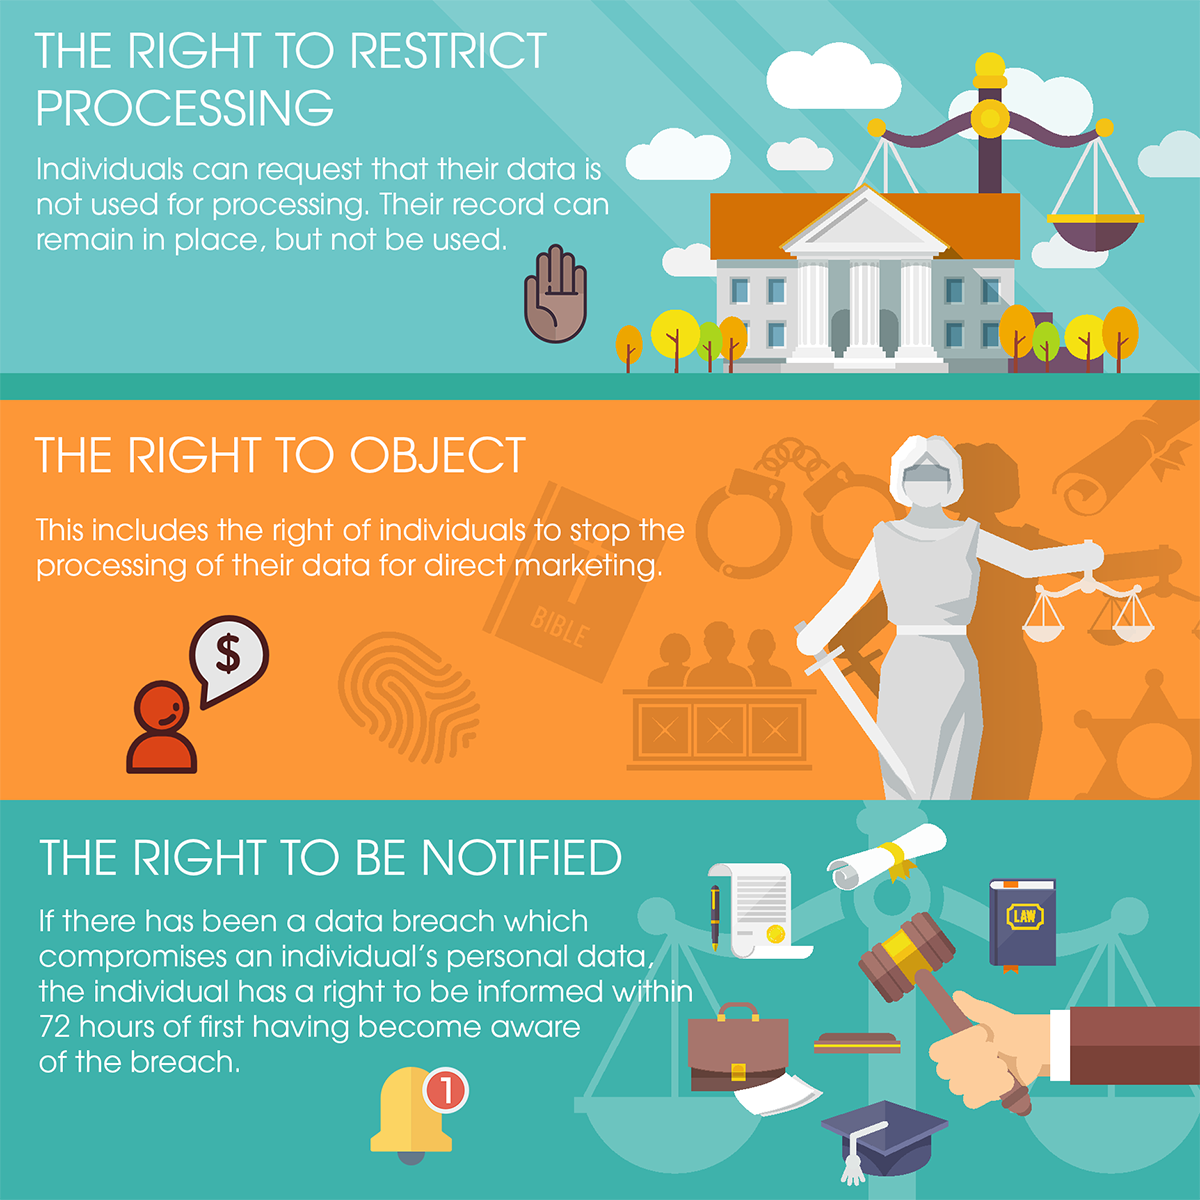 THE RIGHT TO RESTRICT
PROCESSING
Individuals can request that their data is
not used for processing. Their record can
remain in place, but not be used.
THE RIGHT TO OBJECT
This includes the right of individuals to stop the
processing of their data for direct marketing.
BIBLE
$
THE RIGHT TO BE NOTIFIED
If there has been a data breach which
compromises an individual's personal data,
the individual has a right to be informed within
72 hours of first having become aware
of the breach.
LAW
1